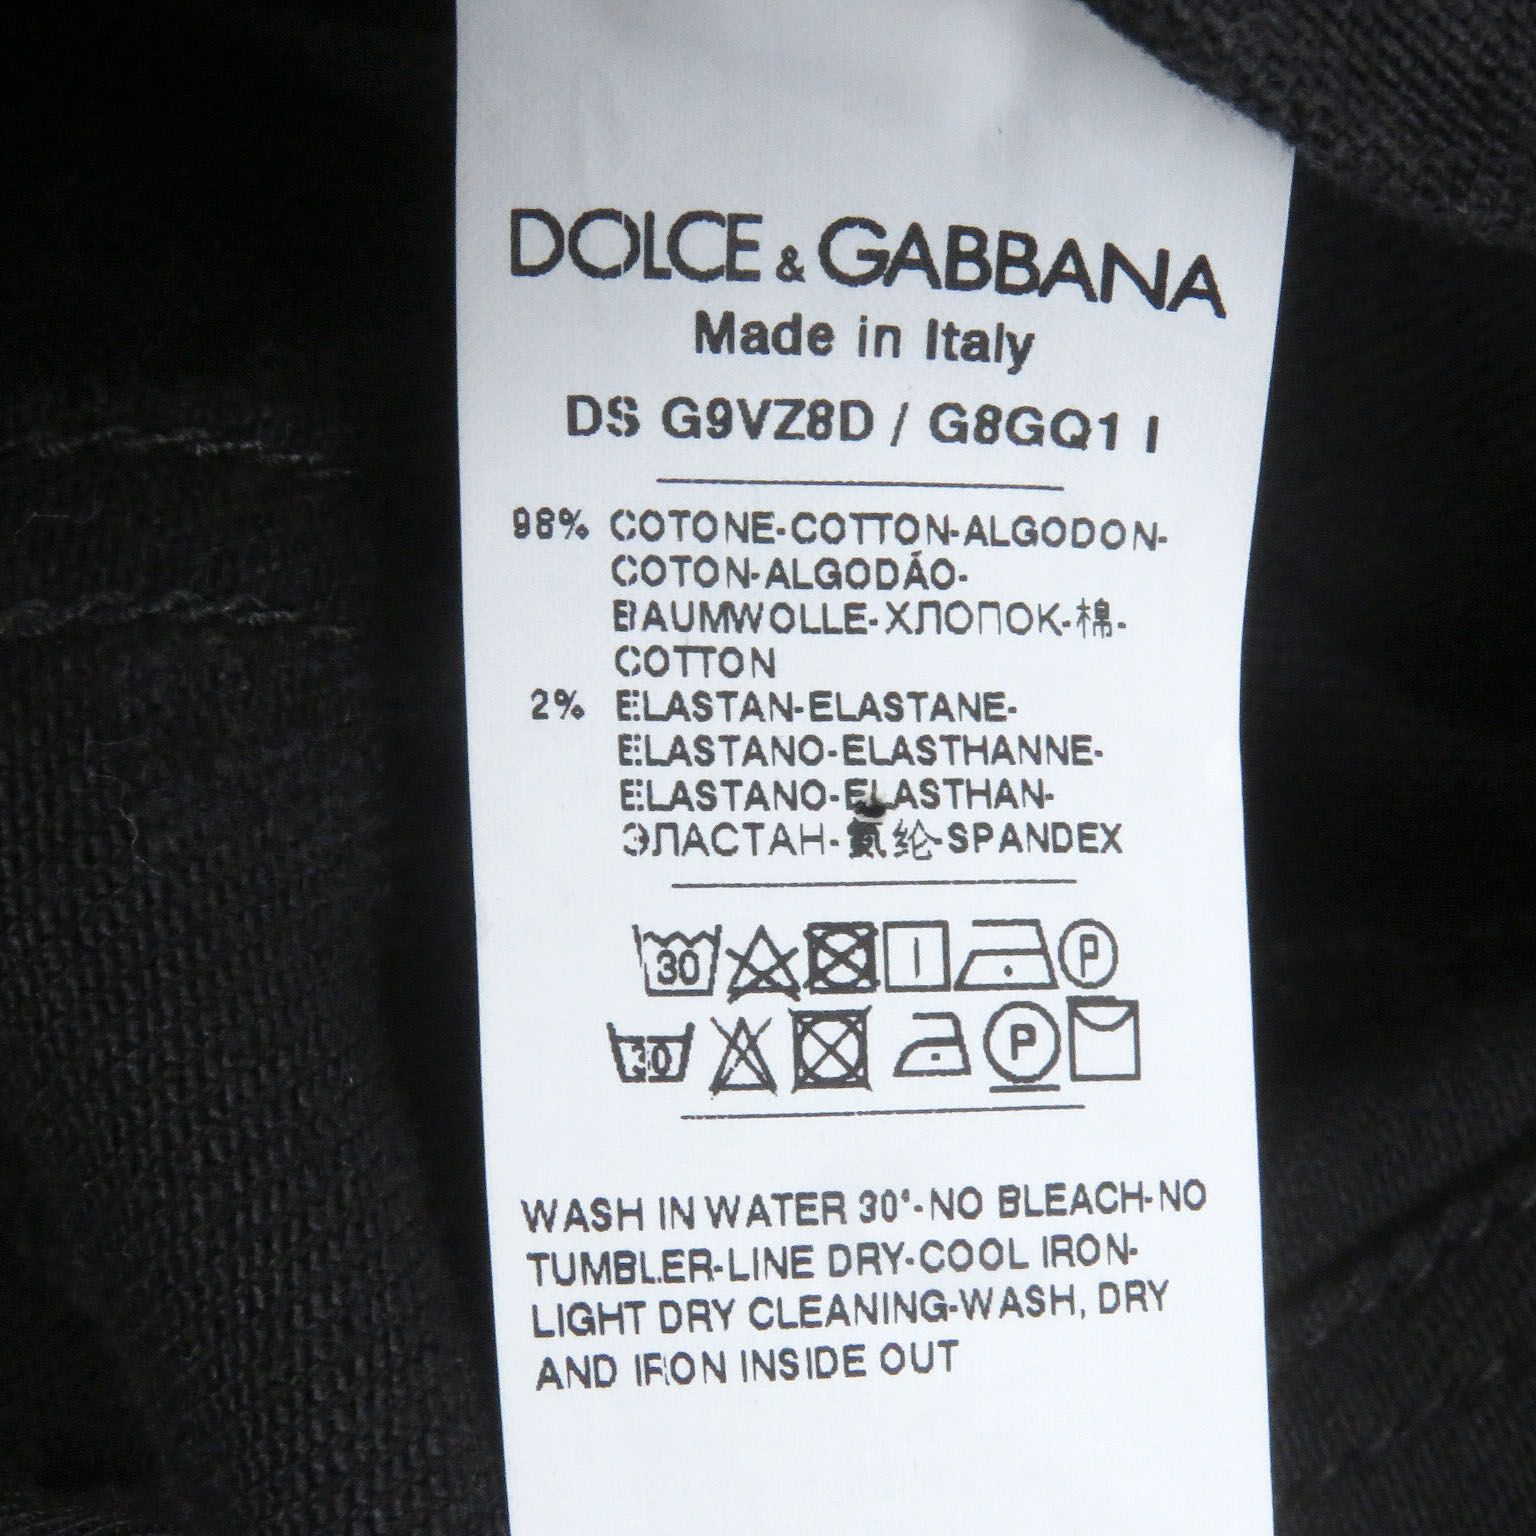 DOLCE & GABBANA
Made in Italy
DS G9VZ8D / G8GQ1 I
98% COTONE-COTTON-ALGODON-
COTON-ALGODÁO-
BAUMWOLLE-ХЛОПОК-棉-
COTTON
2% ELASTAN-ELASTANE-
ELASTANO-ELASTHANNE-
ELASTANO-ELASTHAN-
ЭЛАСТАН-氨纶-SPANDEX
30 P
30 P
WASH IN WATER 30°-NO BLEACH-NO
TUMBLER-LINE DRY-COOL IRON-
LIGHT DRY CLEANING-WASH, DRY
AND IRON INSIDE OUT